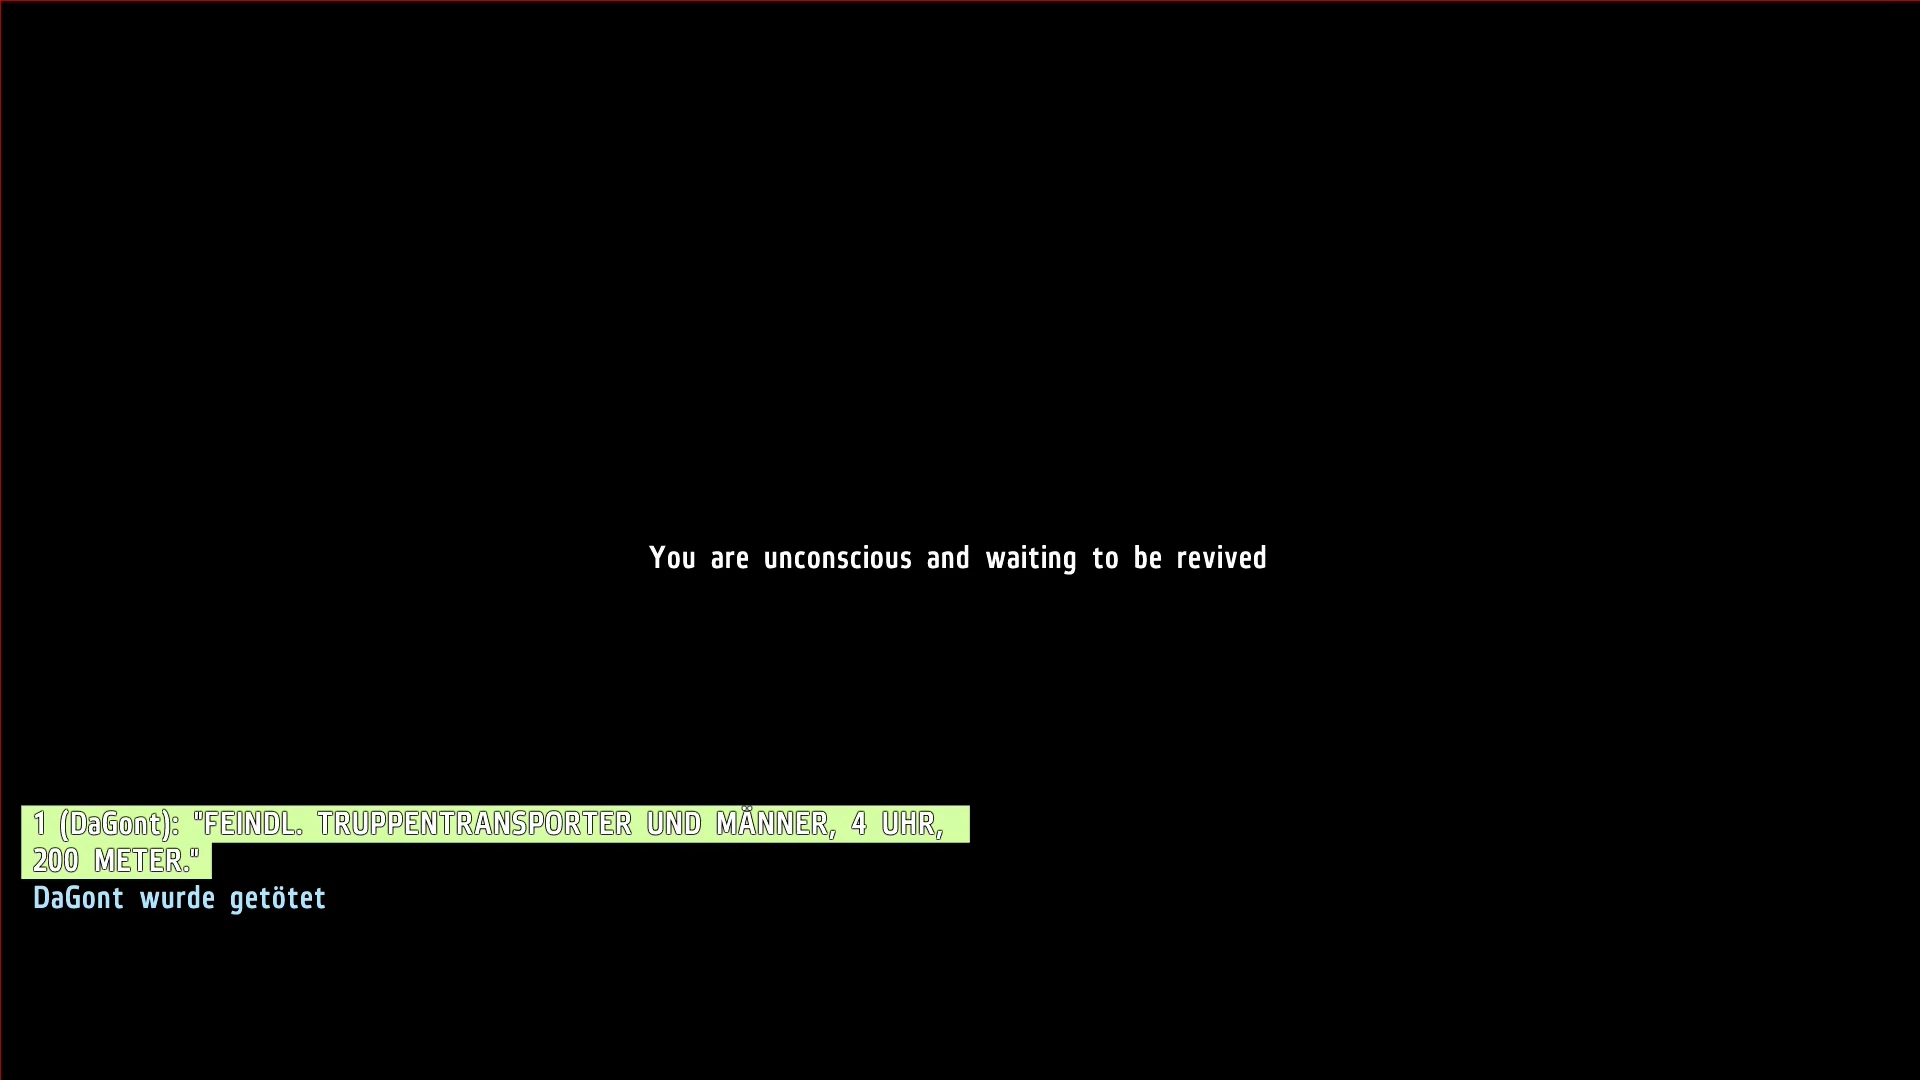 You are unconscious and waiting to be revived
1 (DaGont): "FEINDL. TRUPPENTRANSPORTER UND MÄNNER, 4 UHR,
200 METER."
DaGont wurde getötet